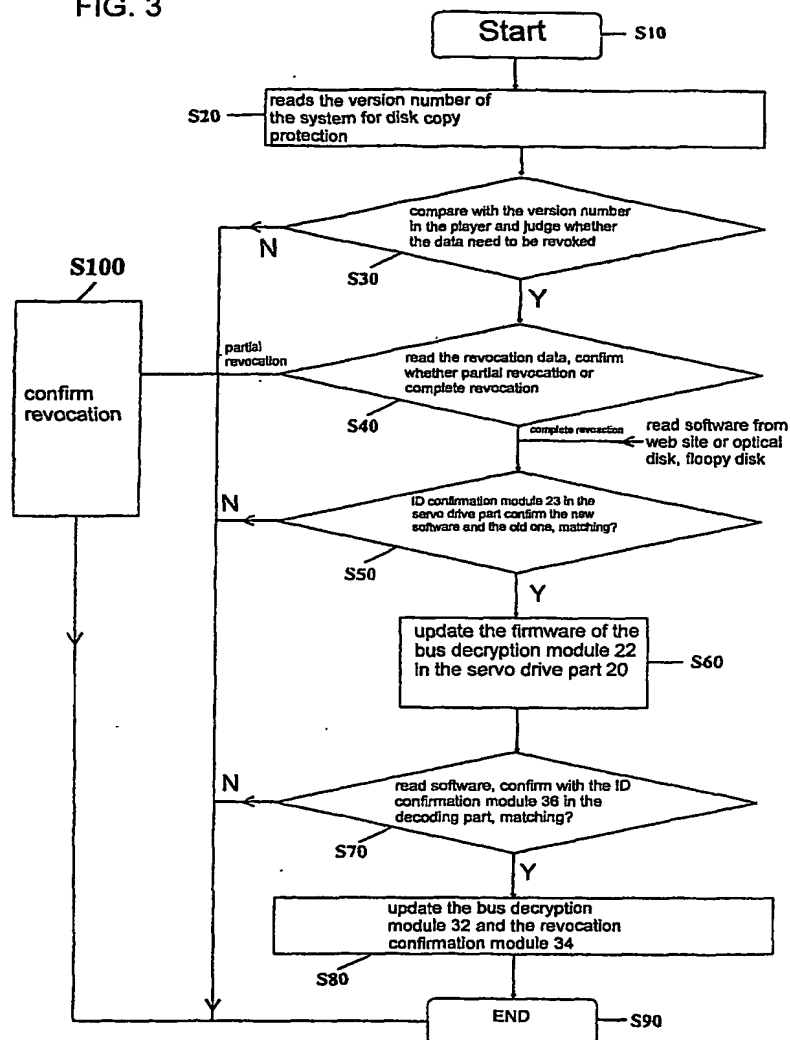 FIG. 3
Start
S10
S20
reads the version number of
the system for disk copy
protection
compare with the version number
in the player and judge whether
the data need to be revoked
N
S30
Y
S100
confirm
revocation
partial
revocation
read the revocation data, confirm
whether partial revocation or
complete revocation
S40
complete revocation
read software from
web site or optical
disk, floopy disk
N
ID confirmation module 23 in the
servo drive part confirm the new
software and the old one, matching?
S50
Y
update the firmware of the
bus decryption module 22
in the servo drive part 20
S60
N
read software, confirm with the ID
confirmation module 36 in the
decoding part, matching?
S70
Y
update the bus decryption
module 32 and the revocation
confirmation module 34
S80
END
S90